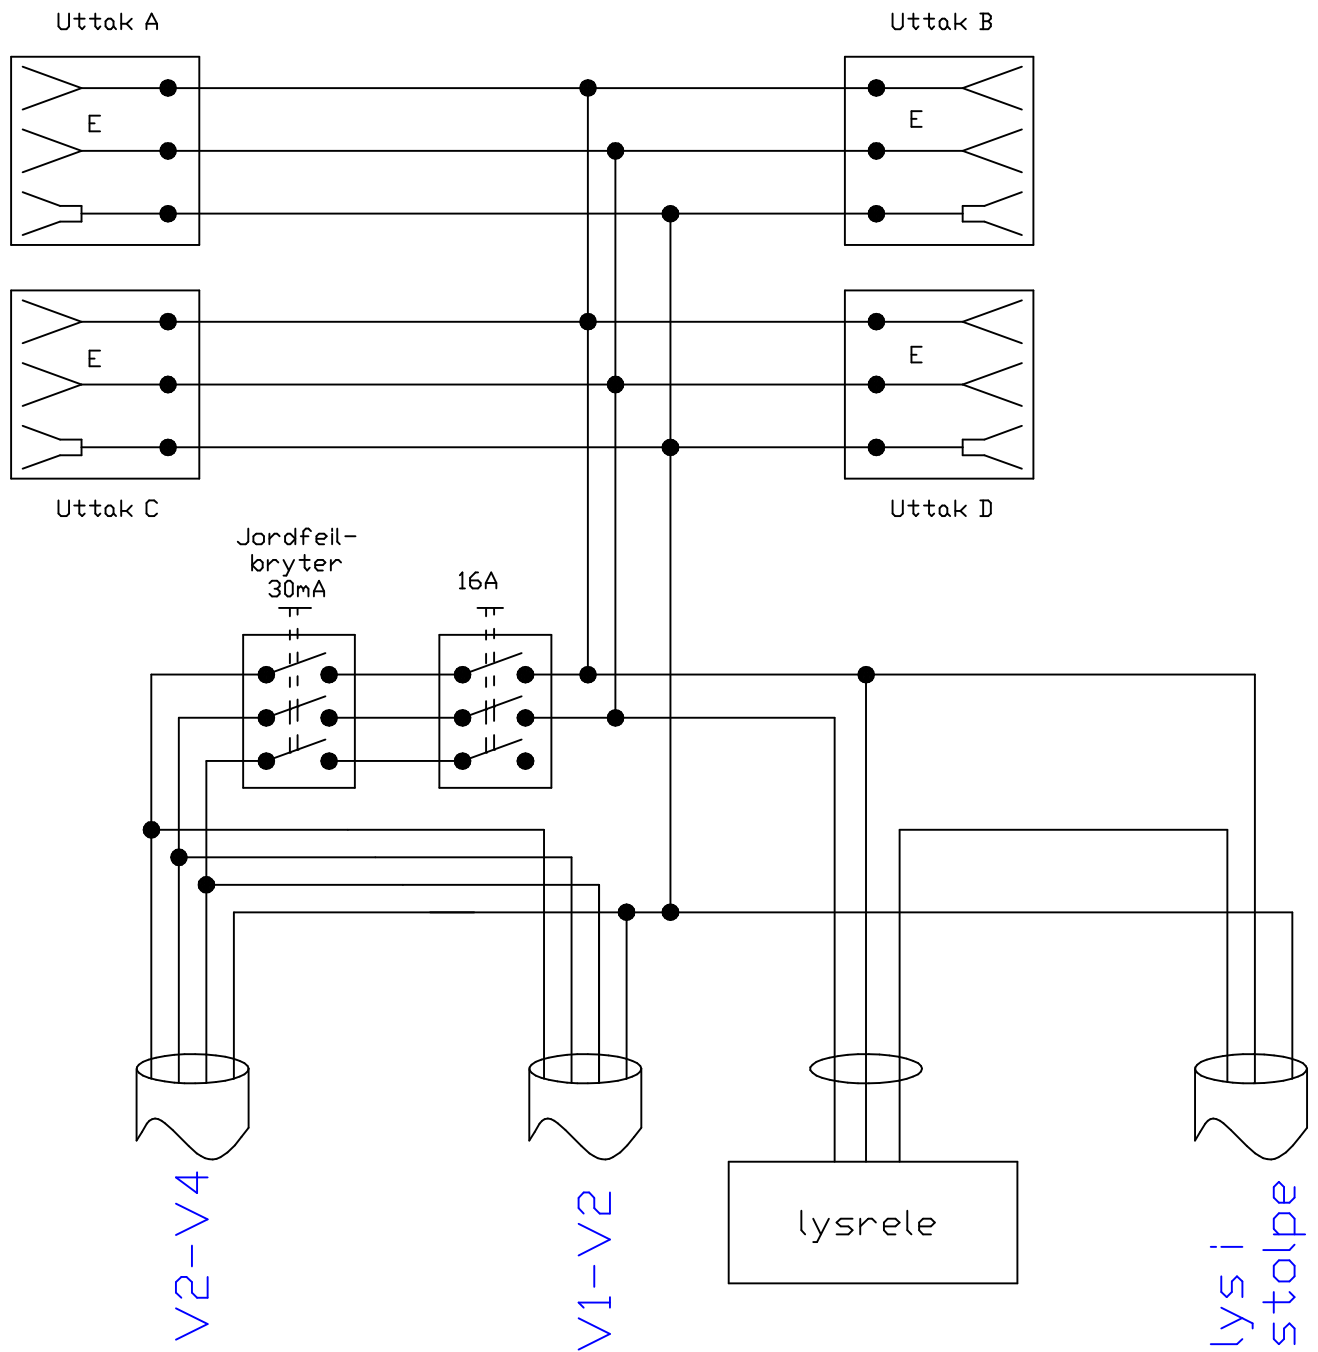 Uttak A
Uttak B
E
E
E
E
Uttak C
Uttak D
Jordfeil-
bryter
30mA
16A
lysrele
V2-V4
V1-V2
lys i
stolpe